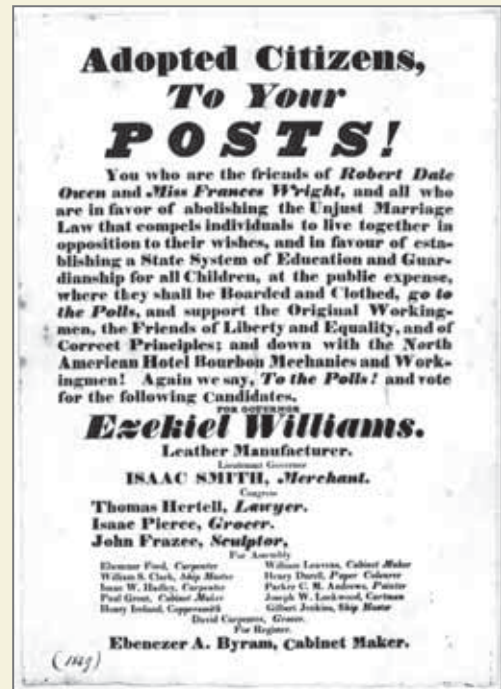 Adopted Citizens,
To Your
POSTS!
You who are the friends of Robert Dale
Owen and Miss Frances Wright, and all who
are in favor of abolishing the Unjust Marriage
Law that compels individuals to live together in
opposition to their wishes, and in favour of esta-
blishing a State System of Education and Guar-
dianship for all Children, at the public expense,
where they shall be Boarded and Clothed, go to
the Polls, and support the Original Working-
men, the Friends of Liberty and Equality, and of
Correct Principles; and down with the North
American Hotel Bourbon Mechanics and Work-
ingmen! Again we say, To the Polls! and vote
for the following Candidates.
FOR GOVERNOR
Ezekiel Williams.
Leather Manufacturer.
Lieutenant Governor
ISAAC SMITH, Merchant.
Congress
Thomas Hertell, Lawyer.
Isaac Pierce, Grocer.
John Frazee, Sculptor,
For Assembly
Ebenezer Ford, Carpenter William Leavens, Cabinet Maker
William S. Clark, Ship Master Henry Durell, Paper Colourer
Isaac W. Hadley, Carpenter Parker C. M. Andrews, Painter
Paul Grout, Cabinet Maker Joseph W. Lockwood, Cartman
Henry Ireland, Coppersmith Gilbert Jenkins, Ship Master
David Carpenter, Grocer.
For Register.
Ebenezer A. Byram, Cabinet Maker.